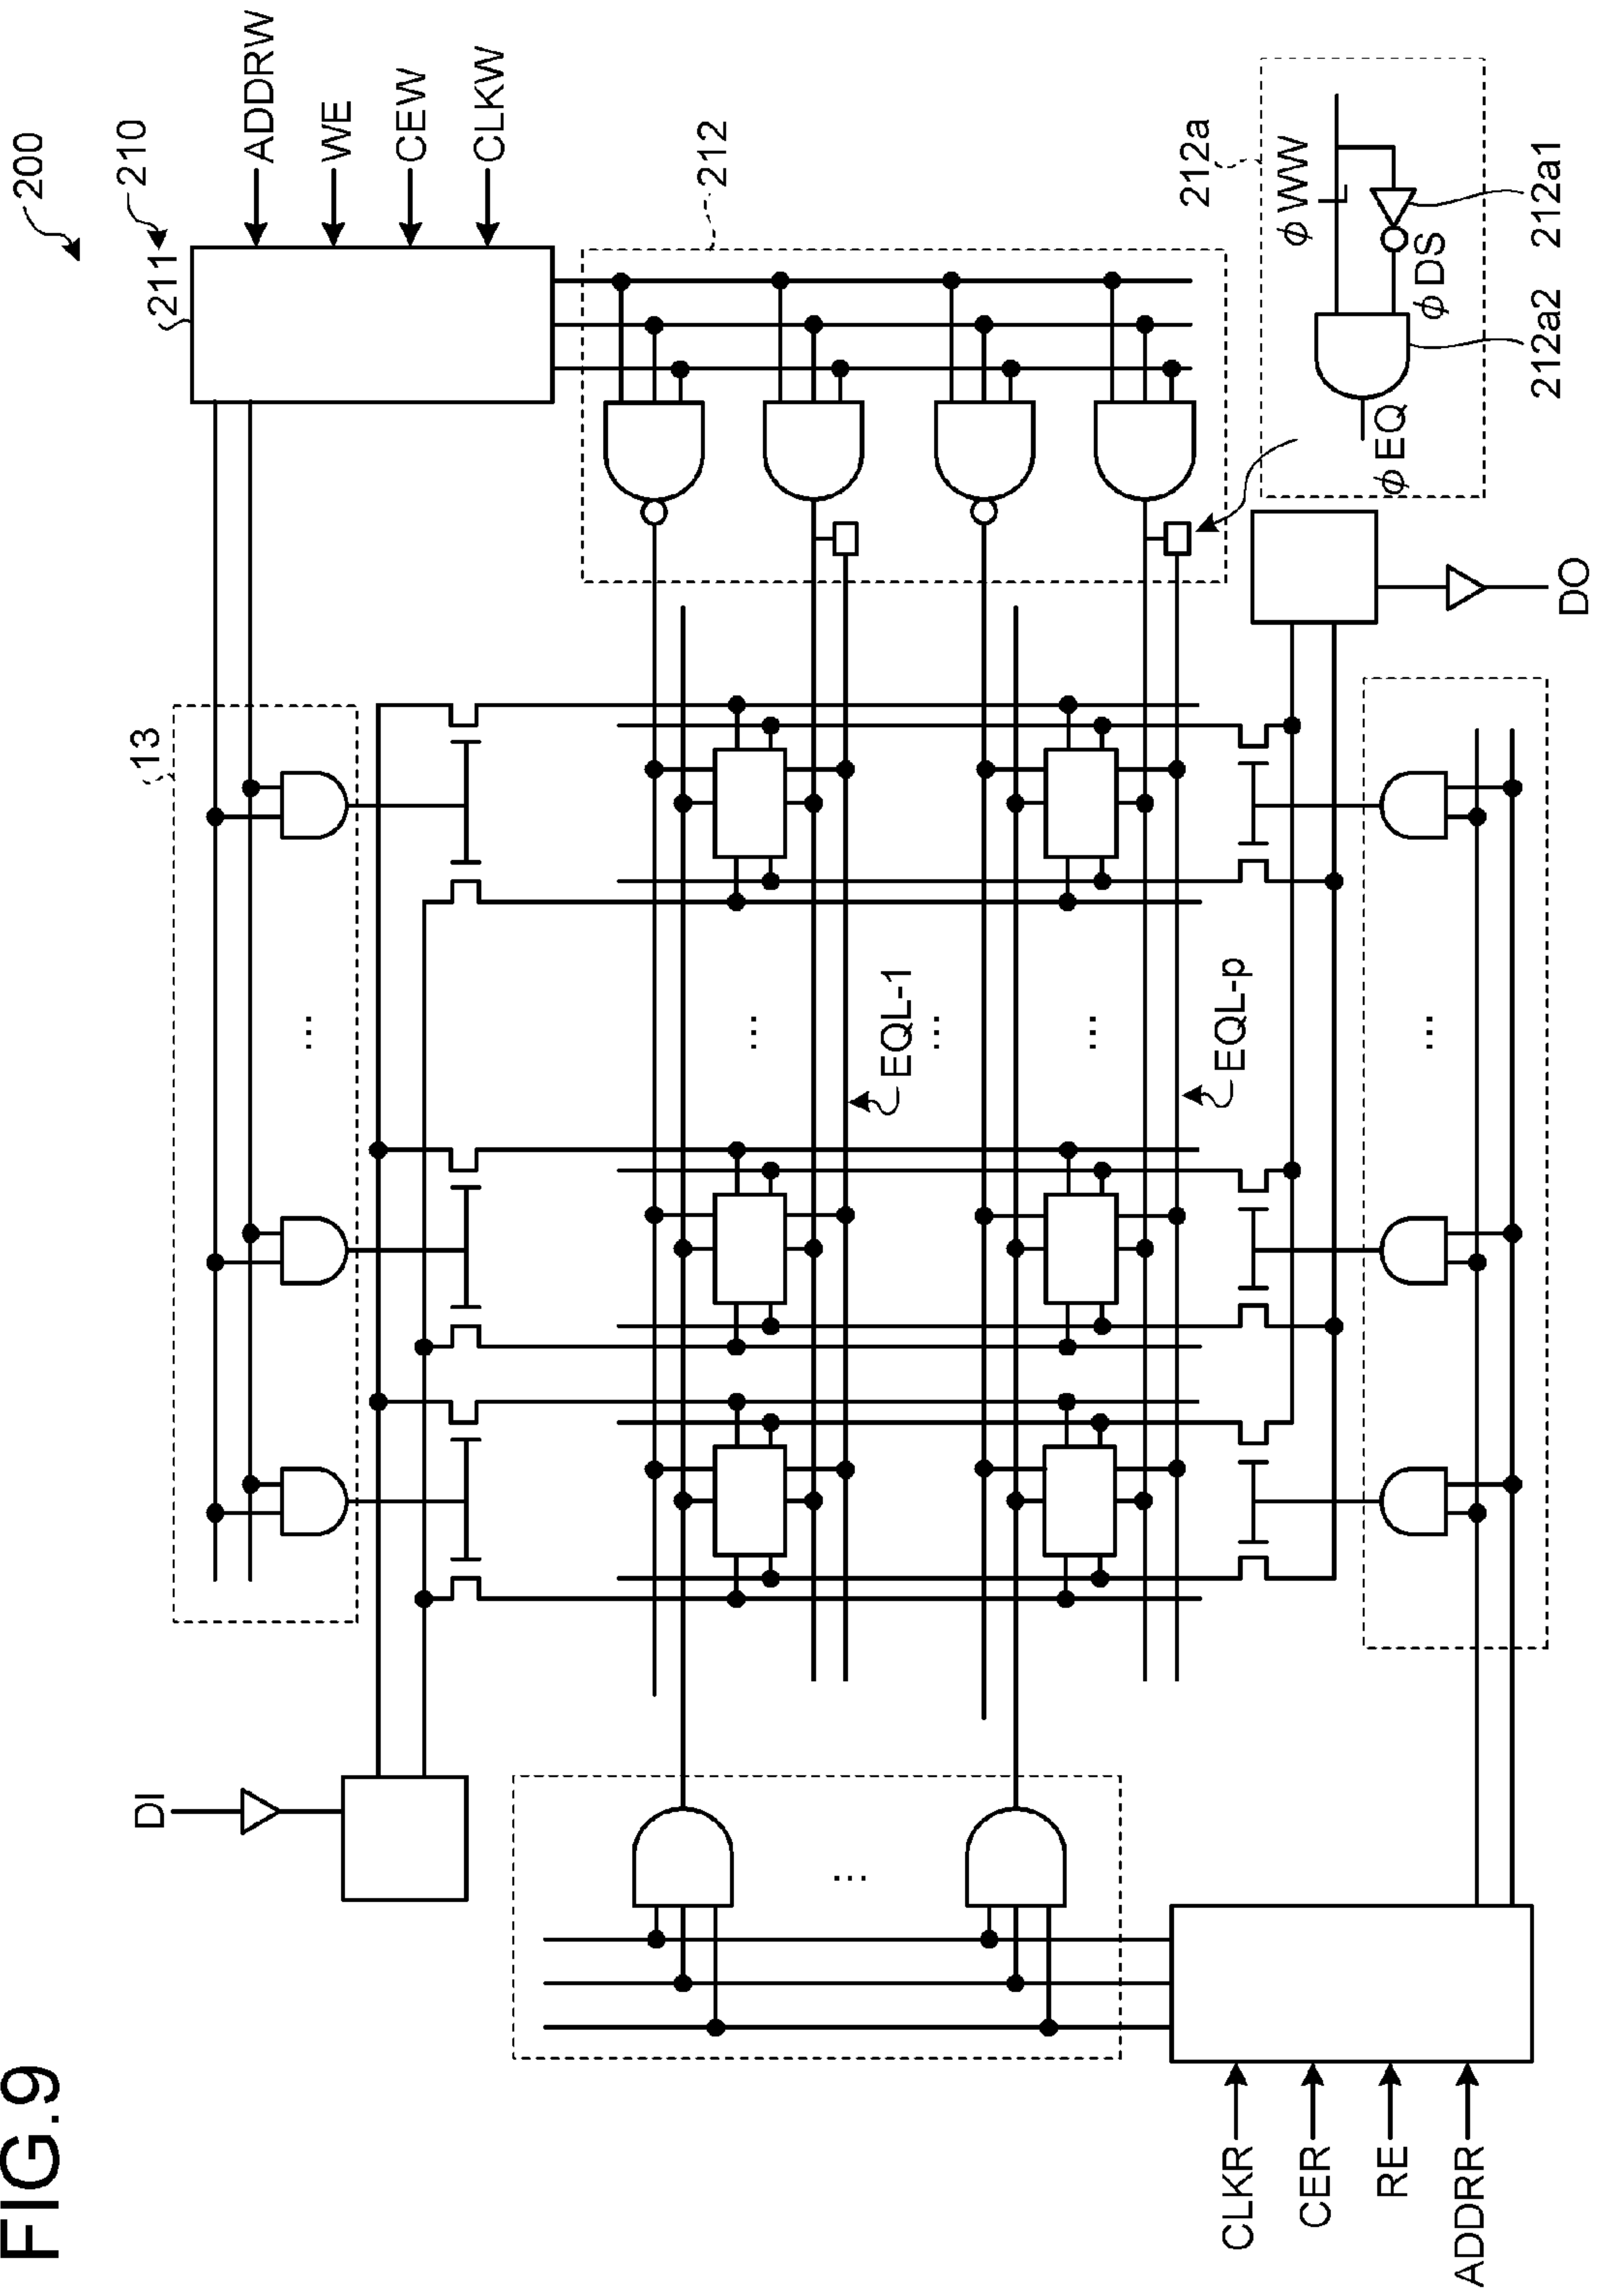 FIG.9
200
210
211
ADDRW
WE
CEW
CLKW
212
13
DI
DO
EQL-1
EQL-p
212a
φWW
φDS
φEQ
212a1
212a2
CLKR
CER
RE
ADDRR
...
...
...
...
...
...